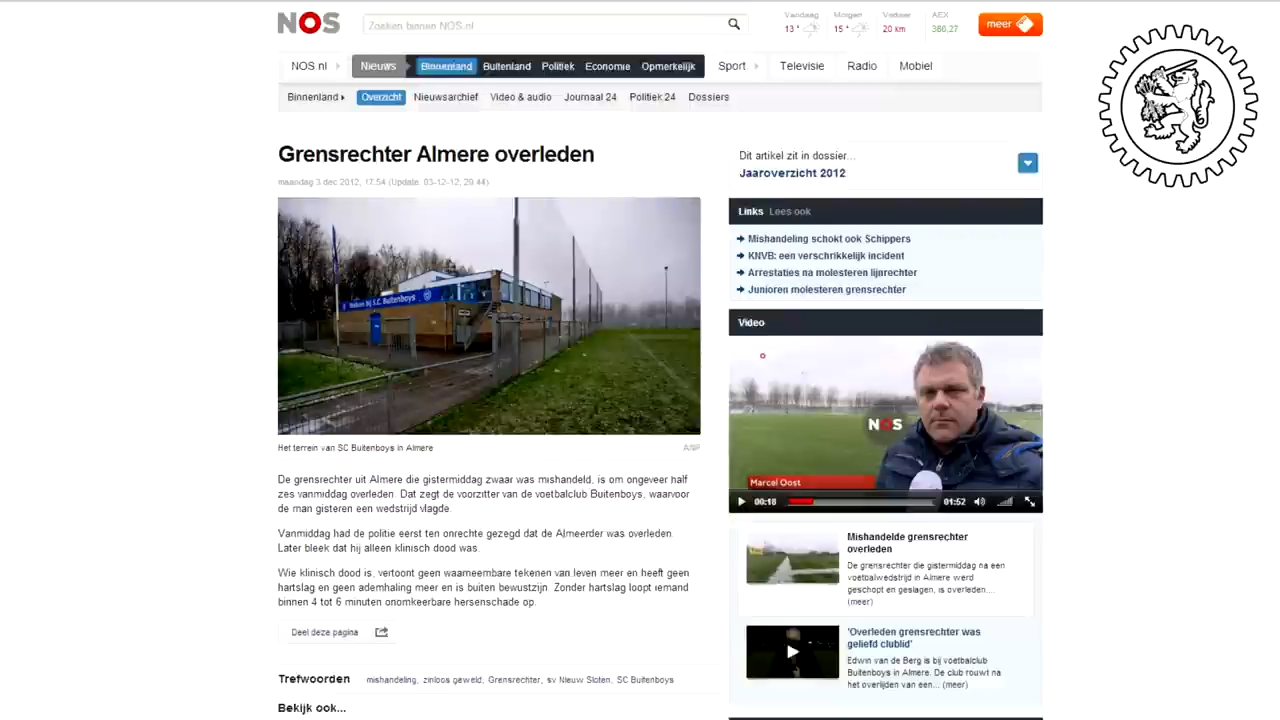 NOS
Zoeken binnen NOS.nl
Vandaag
13 °
Morgen
15 °
Verkeer
20 km
AEX
meer
NOS.nl
Nieuws
Binnenland
Buitenland
Politiek
Economie
Opmerkelijk
Sport
Televisie
Radio
Mobiel
Binnenland
Overzicht
Nieuwsarchief
Video & audio
Journaal 24
Politiek 24
Dossiers
Grensrechter Almere overleden
maandag 3 dec 2012, 17:54 (Update: 03-12-12, 20:44)
Welkom bij S.C. Buitenboys
Het terrein van SC Buitenboys in Almere
ANP
De grensrechter uit Almere die gistermiddag zwaar was mishandeld, is om ongeveer half
zes vanmiddag overleden. Dat zegt de voorzitter van de voetbalclub Buitenboys, waarvoor
de man gisteren een wedstrijd vlagde.
Vanmiddag had de politie eerst ten onrechte gezegd dat de Almeerder was overleden.
Later bleek dat hij alleen klinisch dood was.
Wie klinisch dood is, vertoont geen waarneembare tekenen van leven meer en heeft geen
hartslag en geen ademhaling meer en is buiten bewustzijn. Zonder hartslag loopt iemand
binnen 4 tot 6 minuten onomkeerbare hersenschade op.
Deel deze pagina
Trefwoorden
mishandeling, zinloos geweld, Grensrechter, sv Nieuw Sloten, SC Buitenboys
Bekijk ook...
Dit artikel zit in dossier...
Jaaroverzicht 2012
Links Lees ook
Mishandeling schokt ook Schippers
KNVB: een verschrikkelijk incident
Arrestaties na molesteren lijnrechter
Junioren molesteren grensrechter
Video
NOS
Marcel Oost
00:18
01:52
Mishandelde grensrechter
overleden
De grensrechter die gistermiddag na een
voetbalwedstrijd in Almere werd
geschopt en geslagen, is overleden....
(meer)
'Overleden grensrechter was
geliefd clublid'
Edwin van de Berg is bij voetbalclub
Buitenboys in Almere. De club rouwt na
het overlijden van een... (meer)